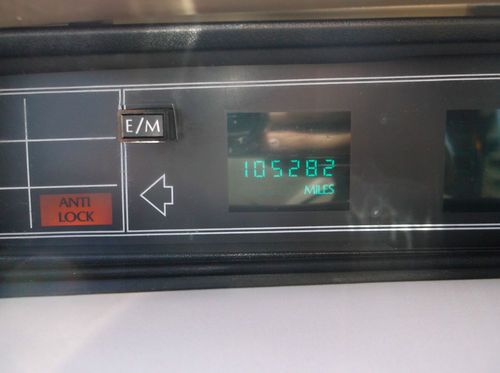 E/M
105282
MILES
ANTI
LOCK